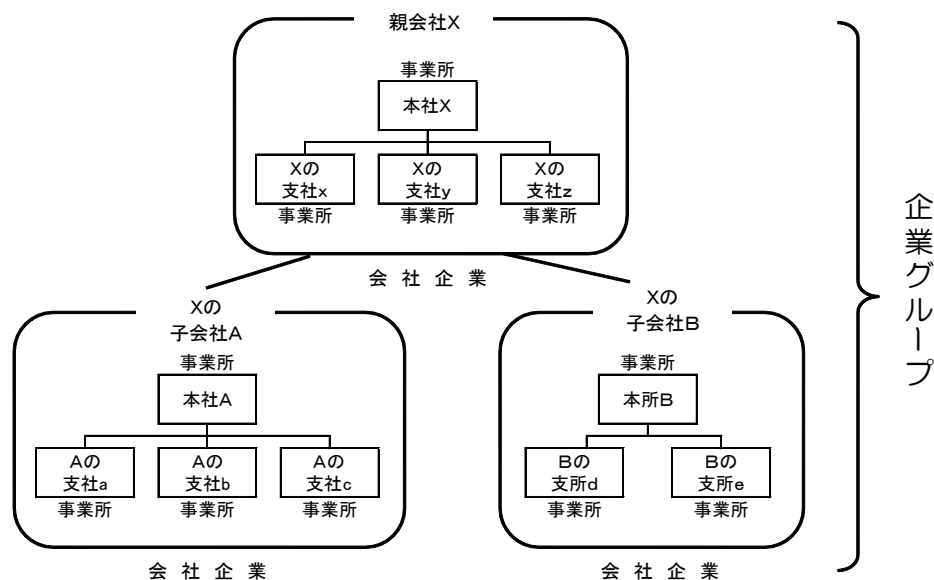 親会社X
事業所
本社X
Xの
支社x
Xの
支社y
Xの
支社z
事業所
事業所
事業所
会社企業
Xの
子会社A
事業所
本社A
Aの
支社a
Aの
支社b
Aの
支社c
事業所
事業所
事業所
会社企業
Xの
子会社B
事業所
本所B
Bの
支所d
Bの
支所e
事業所
事業所
会社企業
企業グループ